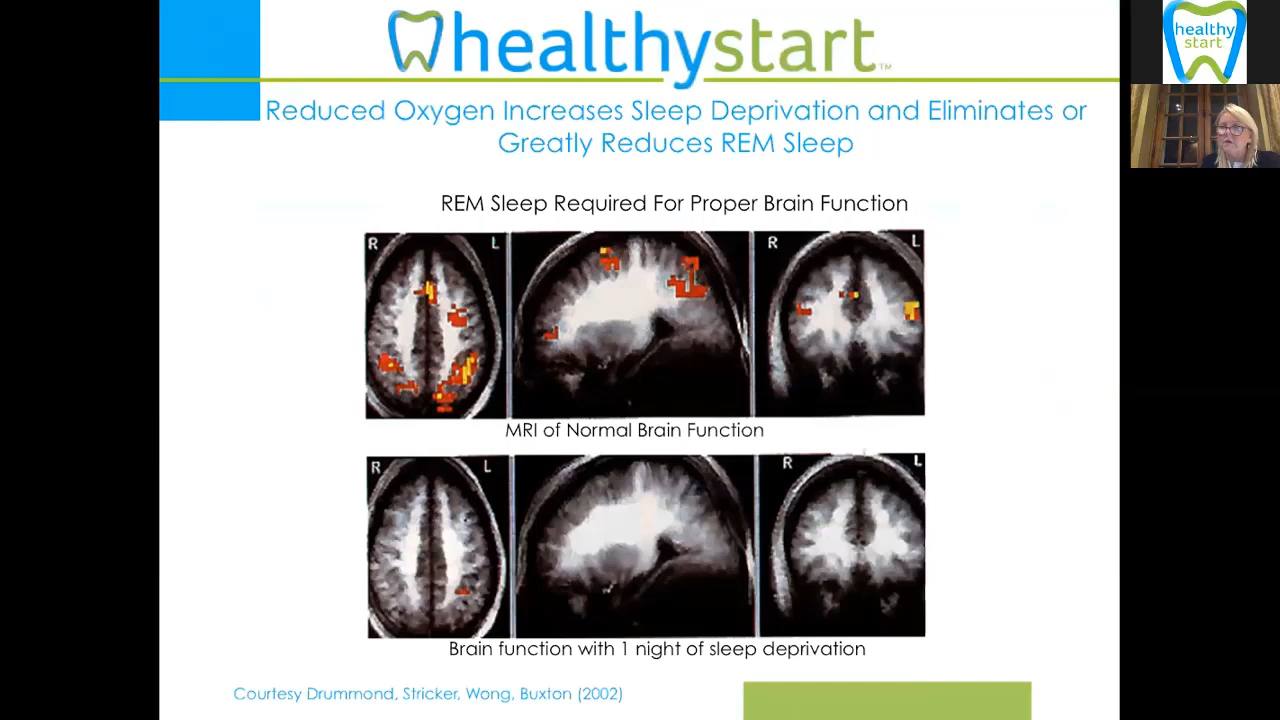 healthystart™
healthy
start
Reduced Oxygen Increases Sleep Deprivation and Eliminates or
Greatly Reduces REM Sleep
REM Sleep Required For Proper Brain Function
R L R L
MRI of Normal Brain Function
R L R L
Brain function with 1 night of sleep deprivation
Courtesy Drummond, Stricker, Wong, Buxton (2002)